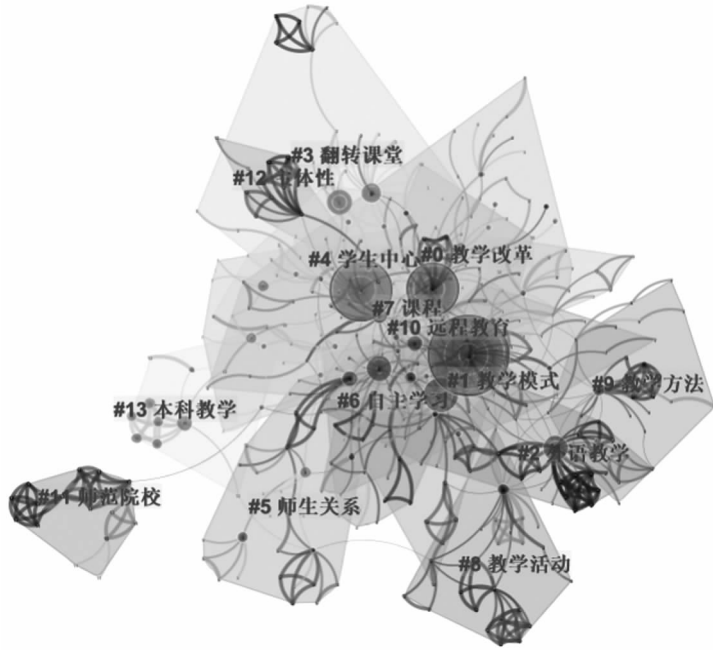 #3 翻转课堂
#12 主体性
#4 学生中心
#0 教学改革
#7 课程
#10 远程教育
#1 教学模式
#9 教学方法
#6 自主学习
#13 本科教学
#2 外语教学
#11 师范院校
#5 师生关系
#8 教学活动